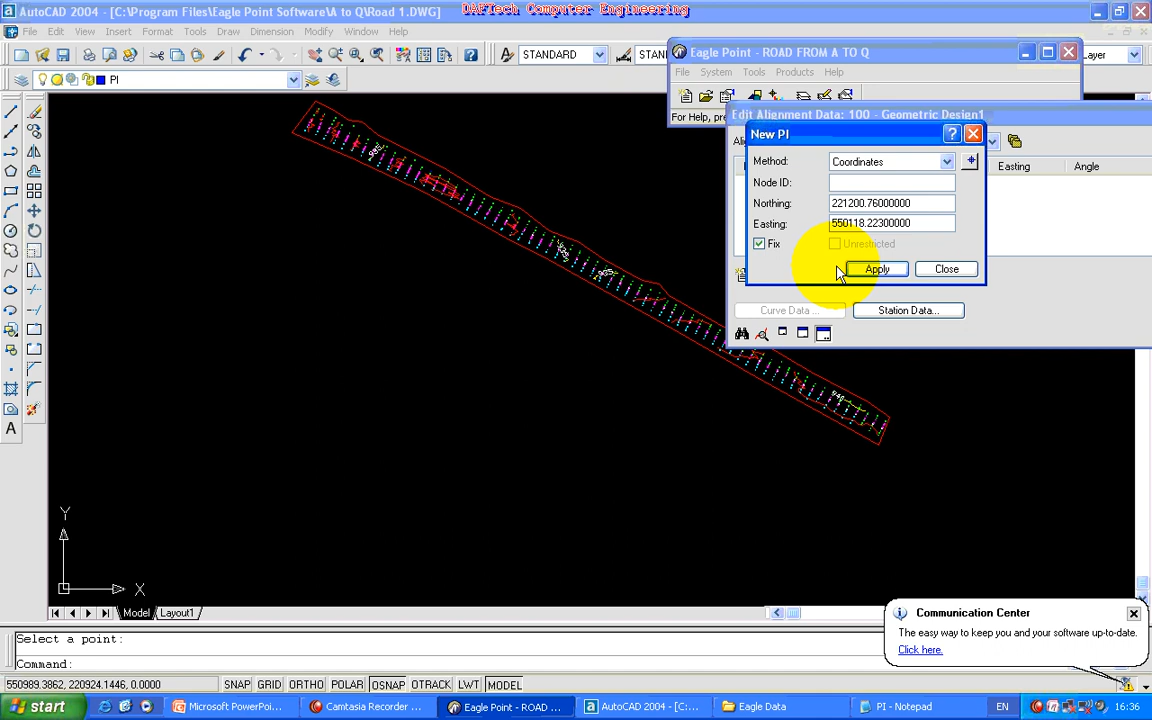 AutoCAD 2004 - [C:\Program Files\Eagle Point Software\A to Q\Road 1.DWG]
DAFTech Computer Engineering
File Edit View Insert Format Tools Draw Dimension Modify Window Help
STANDARD
STAN
Layer
PI
Eagle Point - ROAD FROM A TO Q
File System Tools Products Help
For Help, pre
Edit Alignment Data: 100 - Geometric Design1
Easting Angle
New PI
Method: Coordinates
Node ID:
Northing: 221200.76000000
Easting: 550118.22300000
Fix Unrestricted
Apply Close
Curve Data ... Station Data...
Y
X
Model Layout1
Select a point:
Command:
Communication Center
The easy way to keep you and your software up-to-date.
Click here.
550989.3862, 220924.1446, 0.0000 SNAP GRID ORTHO POLAR OSNAP OTRACK LWT MODEL
start Microsoft PowerPoi... Camtasia Recorder ... Eagle Point - ROAD ... AutoCAD 2004 - [C:... Eagle Data PI - Notepad EN 16:36